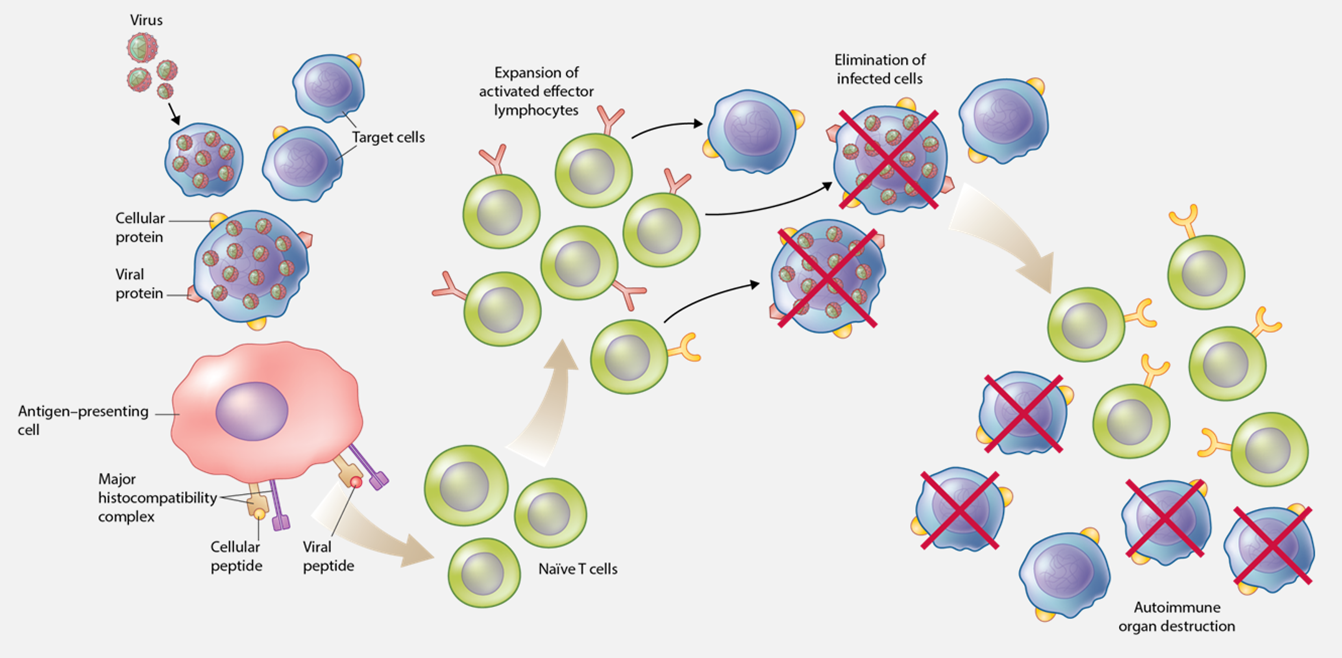 Virus
Target cells
Cellular
protein
Viral
protein
Antigen–presenting
cell
Major
histocompatibility
complex
Cellular
peptide
Viral
peptide
Naïve T cells
Expansion of
activated effector
lymphocytes
Elimination of
infected cells
Autoimmune
organ destruction